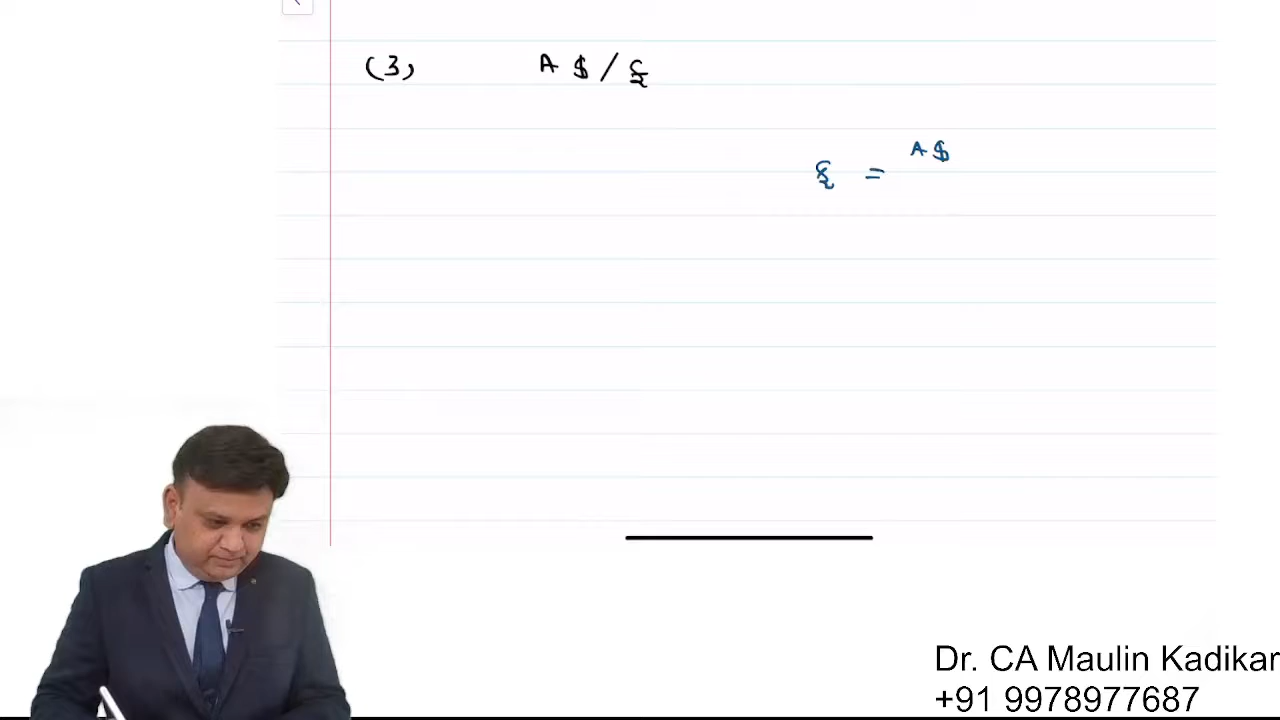 (3) A $ / £
£ = A $
Dr. CA Maulin Kadikar
+91 9978977687